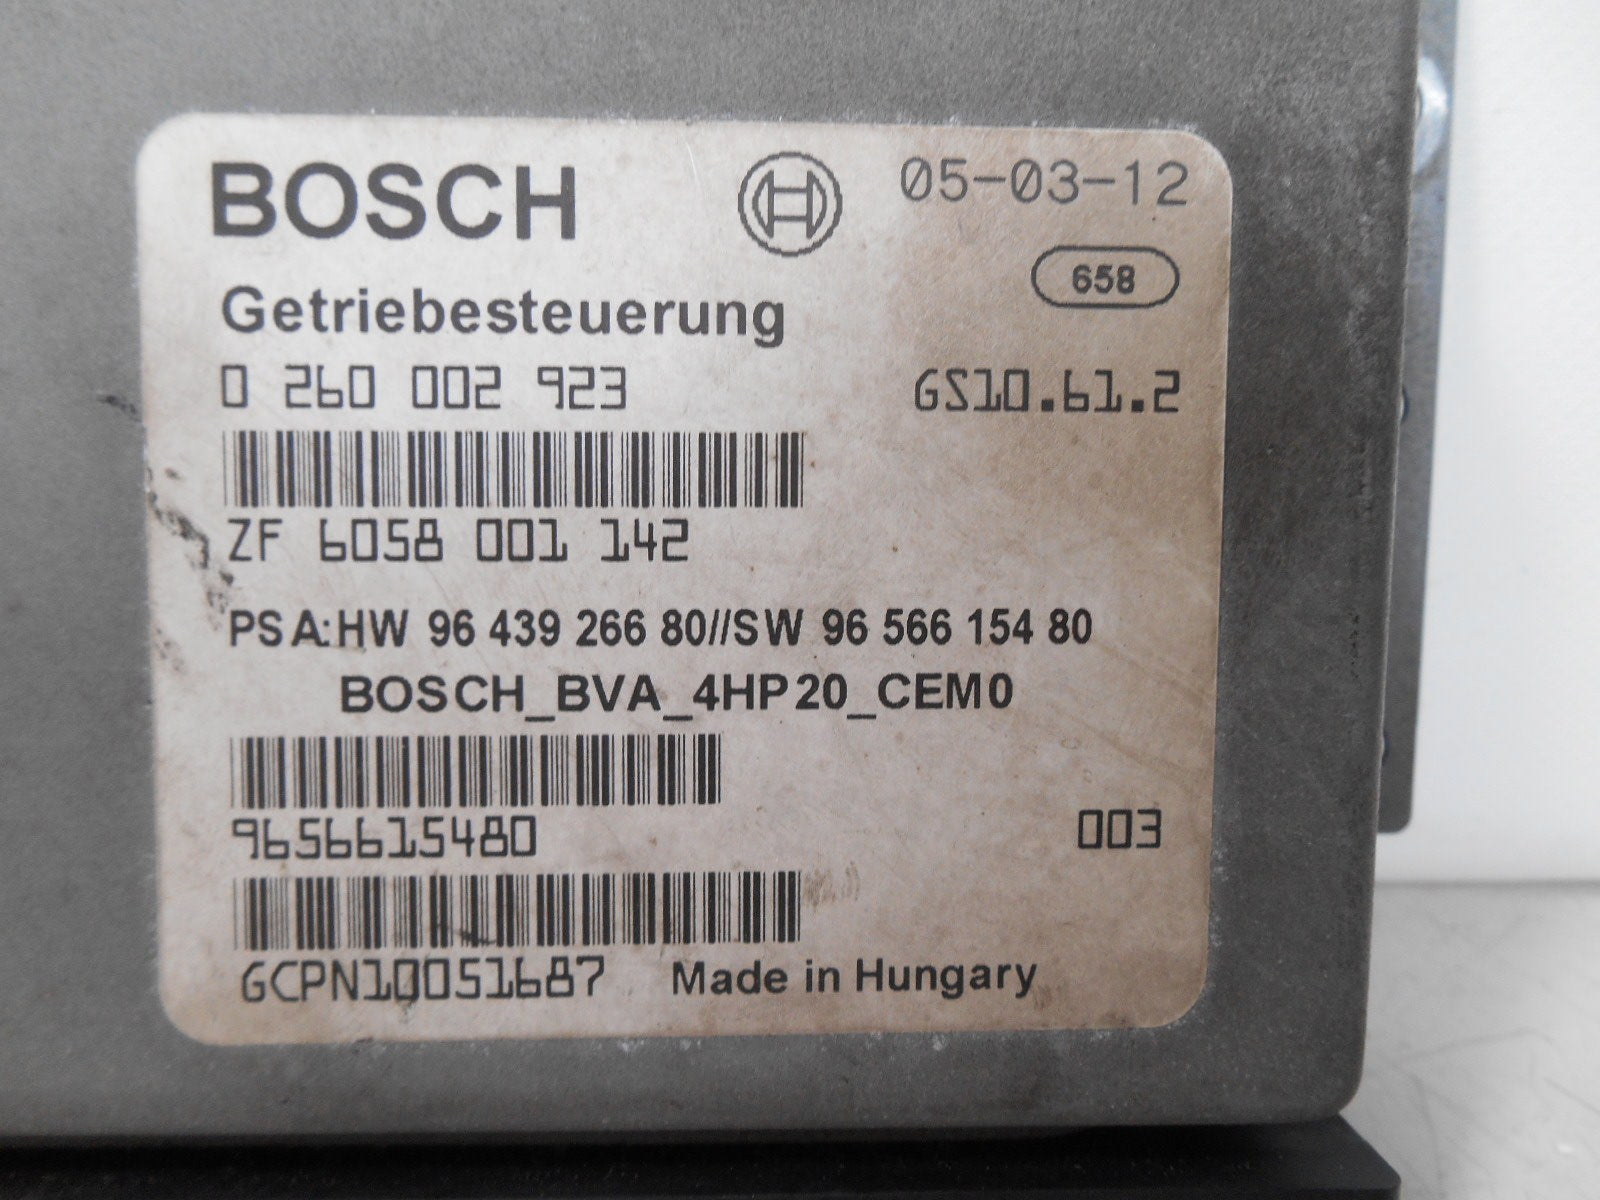 BOSCH 05-03-12
658
Getriebesteuerung
0 260 002 923 GS10.61.2
ZF 6058 001 142
PSA:HW 96 439 266 80//SW 96 566 154 80
BOSCH_BVA_4HP20_CEM0
9656615480 003
GCPN10051687 Made in Hungary